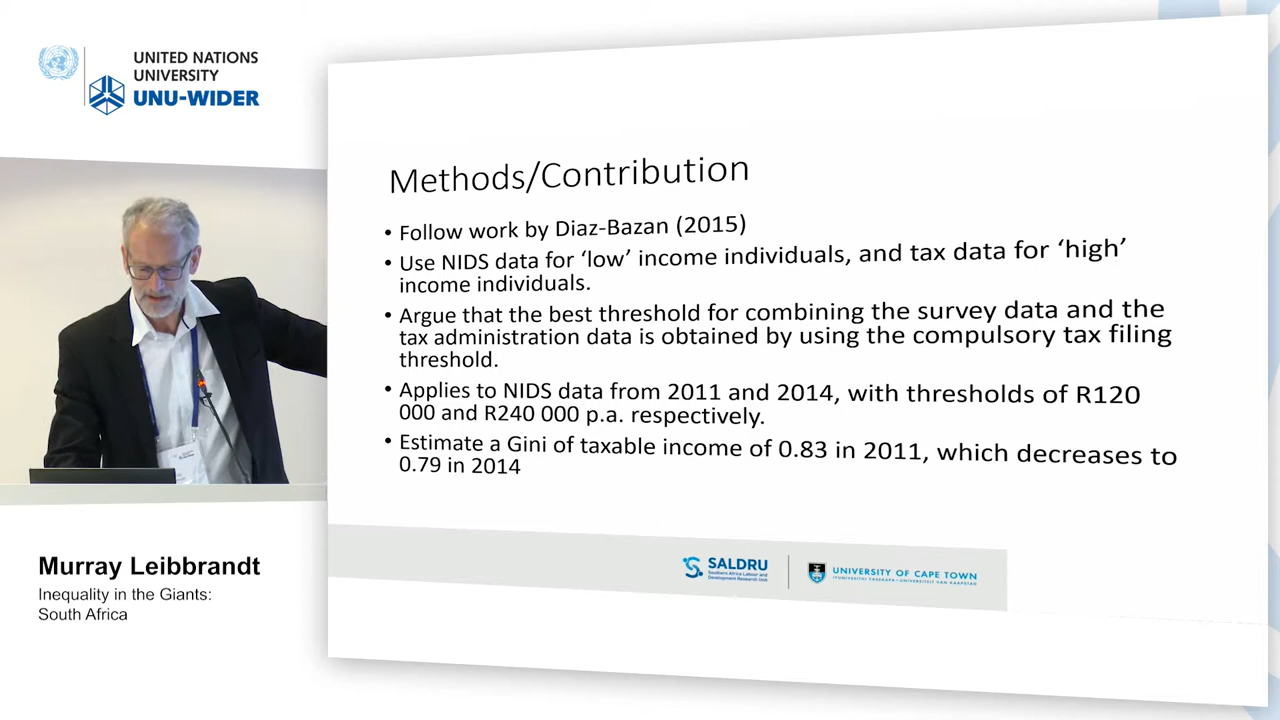 UNITED NATIONS
UNIVERSITY
UNU-WIDER
Methods/Contribution
• Follow work by Diaz-Bazan (2015)
• Use NIDS data for ‘low’ income individuals, and tax data for ‘high’
income individuals.
• Argue that the best threshold for combining the survey data and the
tax administration data is obtained by using the compulsory tax filing
threshold.
• Applies to NIDS data from 2011 and 2014, with thresholds of R120
000 and R240 000 p.a. respectively.
• Estimate a Gini of taxable income of 0.83 in 2011, which decreases to
0.79 in 2014
SALDRU
Southern Africa Labour and
Development Research Unit
UNIVERSITY OF CAPE TOWN
IYUNIVESITHI YASEKAPA • UNIVERSITEIT VAN KAAPSTAD
Murray Leibbrandt
Inequality in the Giants:
South Africa